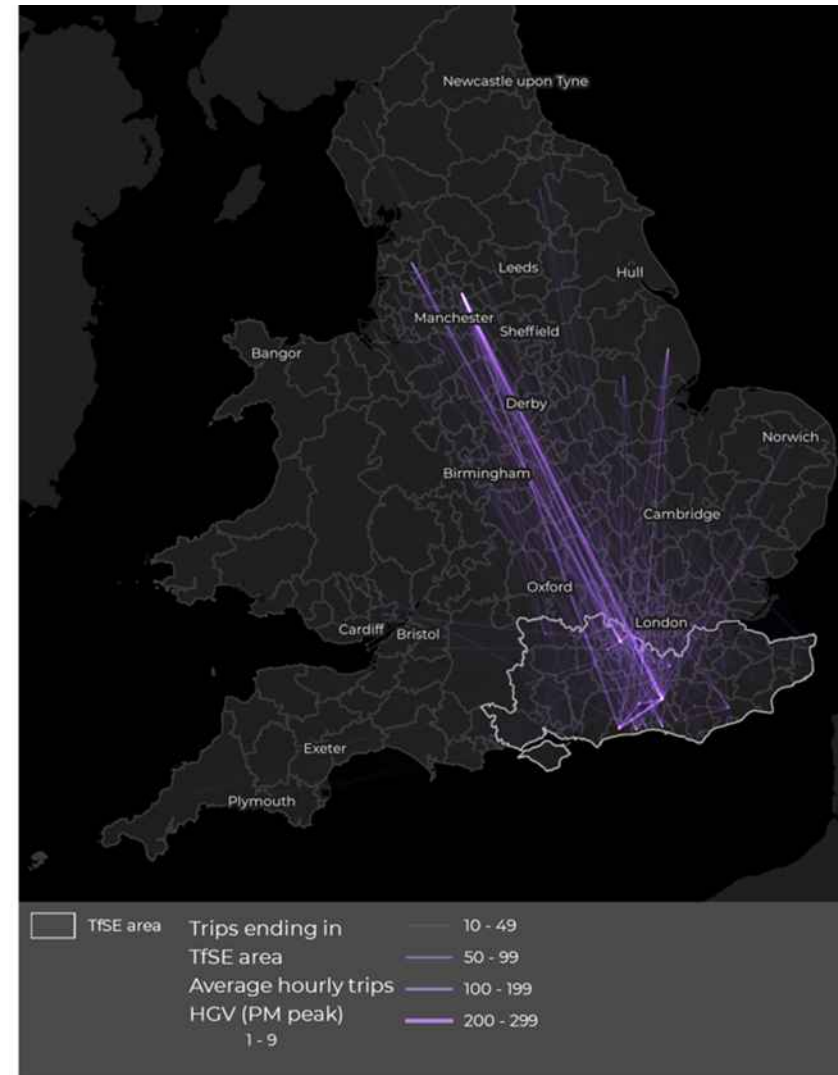 Newcastle upon Tyne
Leeds
Hull
Manchester
Sheffield
Bangor
Derby
Norwich
Birmingham
Cambridge
Oxford
London
Cardiff
Bristol
Exeter
Plymouth
TfSE area
Trips ending in
TfSE area
Average hourly trips
HGV (PM peak)
1 - 9
10 - 49
50 - 99
100 - 199
200 - 299